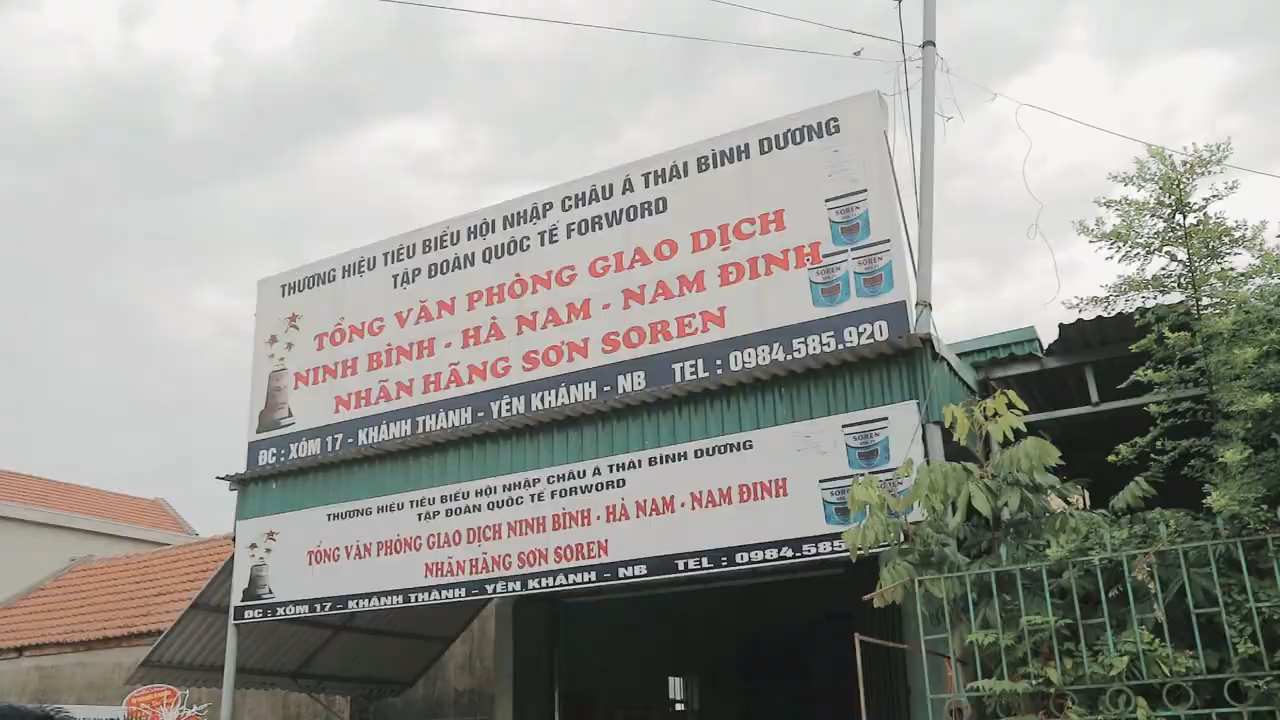 THƯƠNG HIỆU TIÊU BIỂU HỘI NHẬP CHÂU Á THÁI BÌNH DƯƠNG
TẬP ĐOÀN QUỐC TẾ FORWORD
TỔNG VĂN PHÒNG GIAO DỊCH
NINH BÌNH - HÀ NAM - NAM ĐINH
NHÃN HÃNG SƠN SOREN
SOREN
SOREN
SOREN
ĐC : XÓM 17 - KHÁNH THÀNH - YÊN KHÁNH - NB TEL : 0984.585.920
THƯƠNG HIỆU TIÊU BIỂU HỘI NHẬP CHÂU Á THÁI BÌNH DƯƠNG
TẬP ĐOÀN QUỐC TẾ FORWORD
TỔNG VĂN PHÒNG GIAO DỊCH NINH BÌNH - HÀ NAM - NAM ĐINH
NHÃN HÃNG SƠN SOREN
SOREN
ĐC : XÓM 17 - KHÁNH THÀNH - YÊN KHÁNH - NB TEL : 0984.585